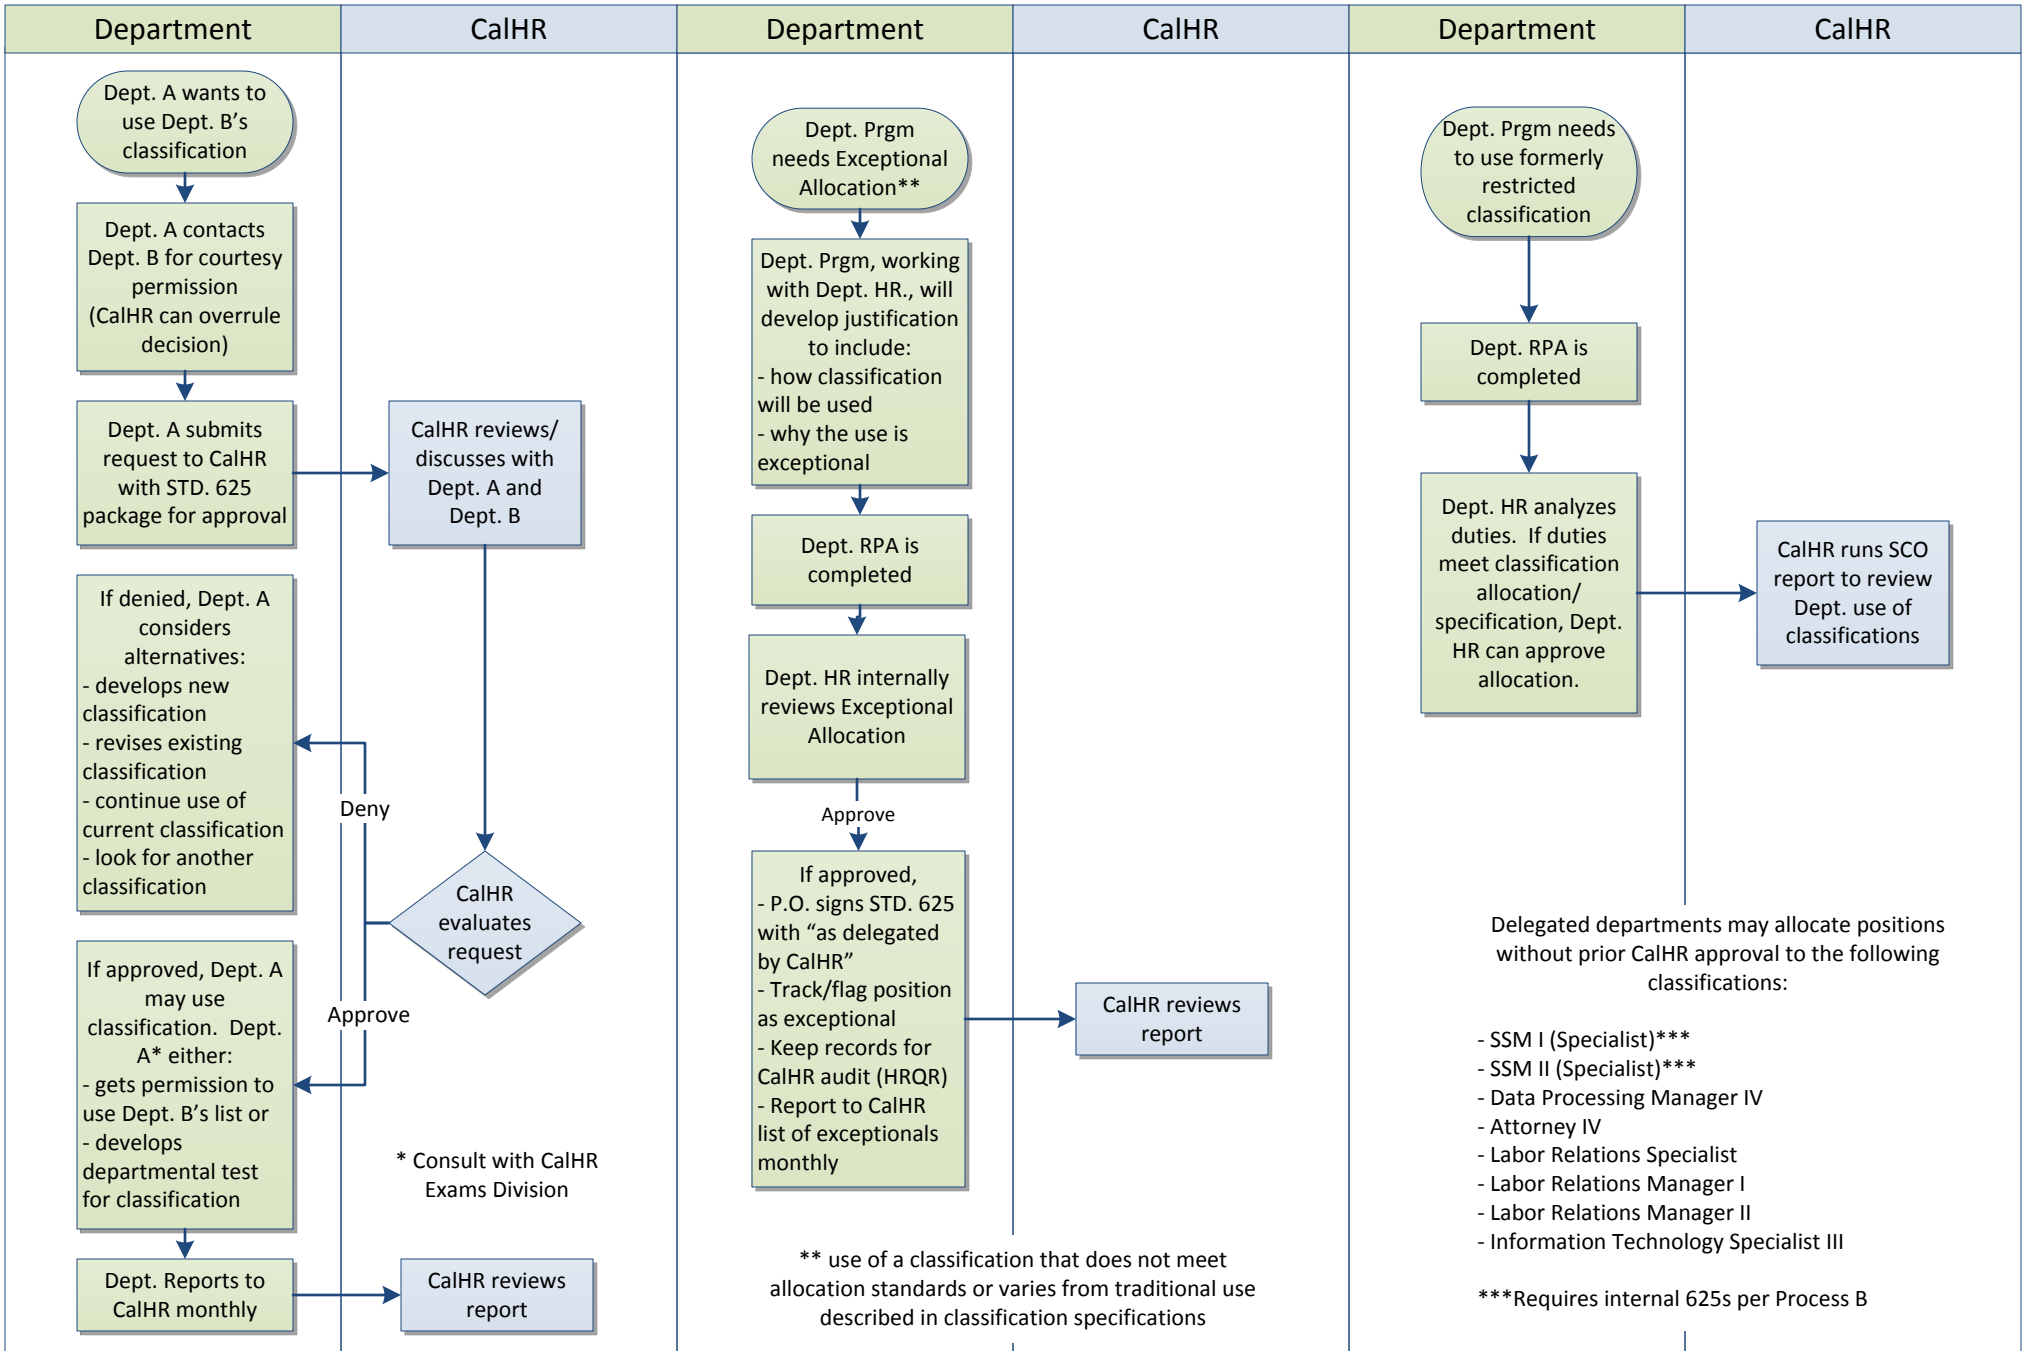 Department
CalHR
Department
CalHR
Department
CalHR
Dept. A wants to
use Dept. B’s
classification
Dept. A contacts
Dept. B for courtesy
permission
(CalHR can overrule
decision)
Dept. A submits
request to CalHR
with STD. 625
package for approval
CalHR reviews/
discusses with
Dept. A and
Dept. B
If denied, Dept. A
considers
alternatives:
- develops new
classification
- revises existing
classification
- continue use of
current classification
- look for another
classification
Deny
CalHR
evaluates
request
Approve
If approved, Dept. A
may use
classification.  Dept.
A* either:
- gets permission to
use Dept. B’s list or
- develops
departmental test
for classification
* Consult with CalHR
Exams Division
Dept. Reports to
CalHR monthly
CalHR reviews
report
Dept. Prgm
needs Exceptional
Allocation**
Dept. Prgm, working
with Dept. HR., will
develop justification
to include:
- how classification
will be used
- why the use is
exceptional
Dept. RPA is
completed
Dept. HR internally
reviews Exceptional
Allocation
Approve
If approved,
- P.O. signs STD. 625
with “as delegated
by CalHR”
- Track/flag position
as exceptional
- Keep records for
CalHR audit (HRQR)
- Report to CalHR
list of exceptionals
monthly
CalHR reviews
report
** use of a classification that does not meet
allocation standards or varies from traditional use
described in classification specifications
Dept. Prgm needs
to use formerly
restricted
classification
Dept. RPA is
completed
Dept. HR analyzes
duties.  If duties
meet classification
allocation/
specification, Dept.
HR can approve
allocation.
CalHR runs SCO
report to review
Dept. use of
classifications
Delegated departments may allocate positions
without prior CalHR approval to the following
classifications:
- SSM I (Specialist)***
- SSM II (Specialist)***
- Data Processing Manager IV
- Attorney IV
- Labor Relations Specialist
- Labor Relations Manager I
- Labor Relations Manager II
- Information Technology Specialist III
***Requires internal 625s per Process B